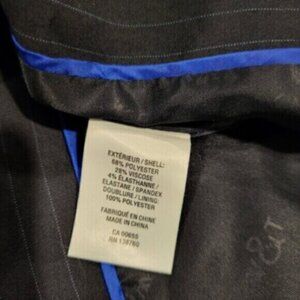 EXTÉRIEUR / SHELL:
68% POLYESTER
28% VISCOSE
4% ÉLASTHANNE /
ELASTANE / SPANDEX
DOUBLURE / LINING:
100% POLYESTER
FABRIQUÉ EN CHINE
MADE IN CHINA
CA 00655
RN 138760